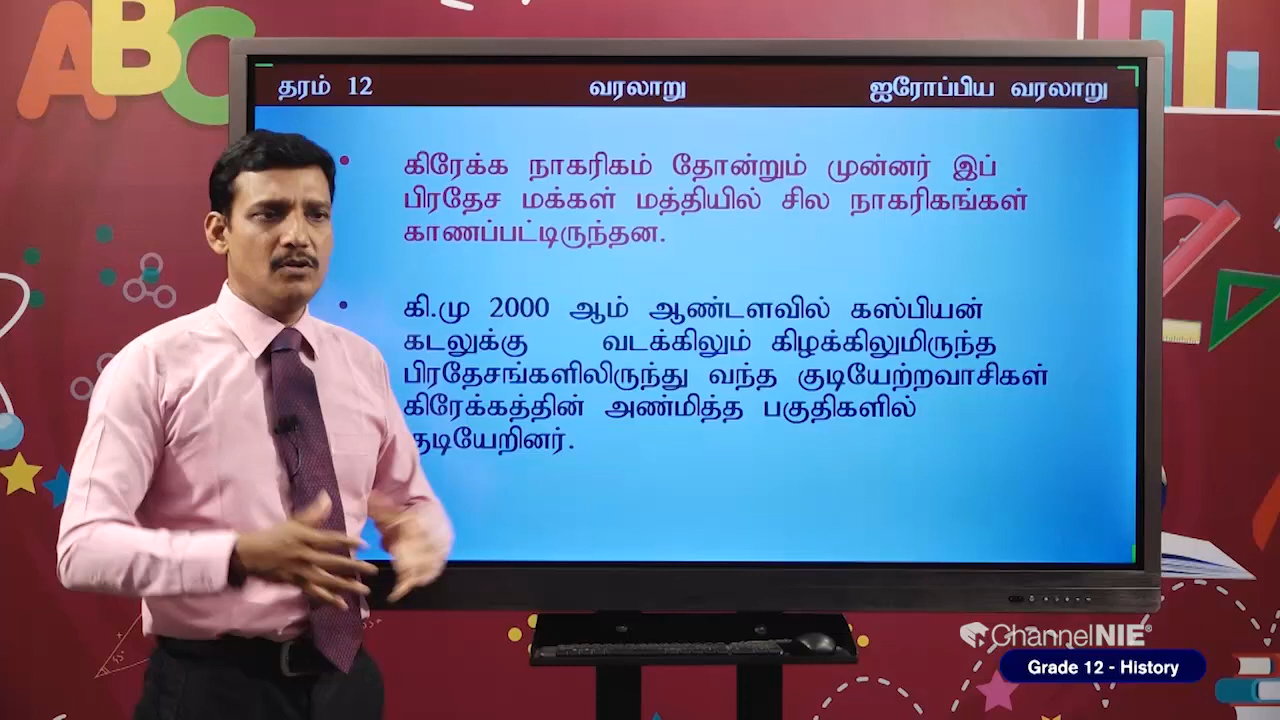 ABC
தரம் 12 வரலாறு ஐரோப்பிய வரலாறு
கிரேக்க நாகரிகம் தோன்றும் முன்னர் இப்
பிரதேச மக்கள் மத்தியில் சில நாகரிகங்கள்
காணப்பட்டிருந்தன.
கி.மு 2000 ஆம் ஆண்டளவில் கஸ்பியன்
கடலுக்கு வடக்கிலும் கிழக்கிலுமிருந்த
பிரதேசங்களிலிருந்து வந்த குடியேற்றவாசிகள்
கிரேக்கத்தின் அண்மித்த பகுதிகளில்
குடியேறினர்.
ChannelNIE®
Grade 12 - History